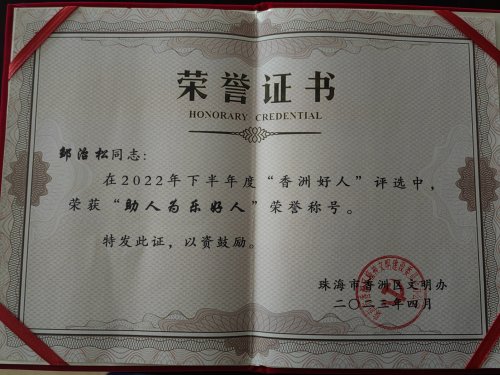 荣誉证书
HONORARY CREDENTIAL
邹治松同志:
在2022年下半年度“香洲好人”评选中,
荣获“助人为乐好人”荣誉称号。
特发此证,以资鼓励。
珠海市香洲区文明办
二〇二三年四月